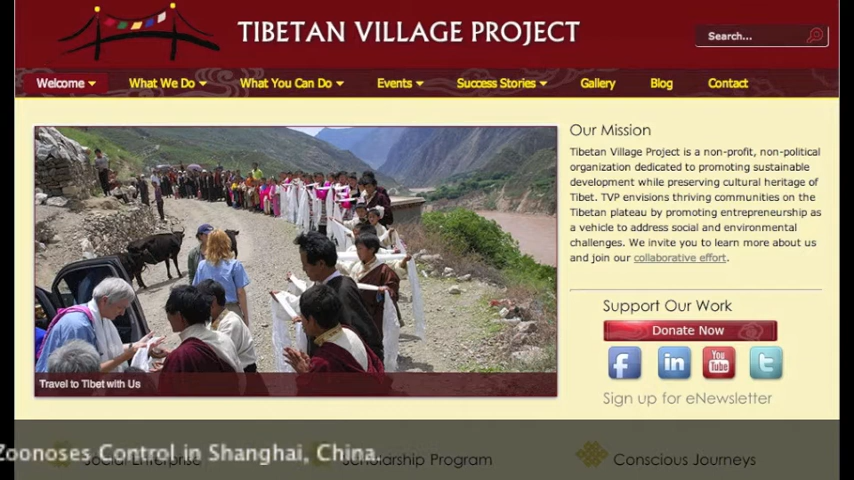 TIBETAN VILLAGE PROJECT
Search...
Welcome What We Do What You Can Do Events Success Stories Gallery Blog Contact
Our Mission
Tibetan Village Project is a non-profit, non-political
organization dedicated to promoting sustainable
development while preserving cultural heritage of
Tibet. TVP envisions thriving communities on the
Tibetan plateau by promoting entrepreneurship as
a vehicle to address social and environmental
challenges. We invite you to learn more about us
and join our collaborative effort.
Support Our Work
Donate Now
f in You Tube t
Sign up for eNewsletter
Travel to Tibet with Us
Zoonoses Control in Shanghai, China.
Social Enterprise Scholarship Program Conscious Journeys